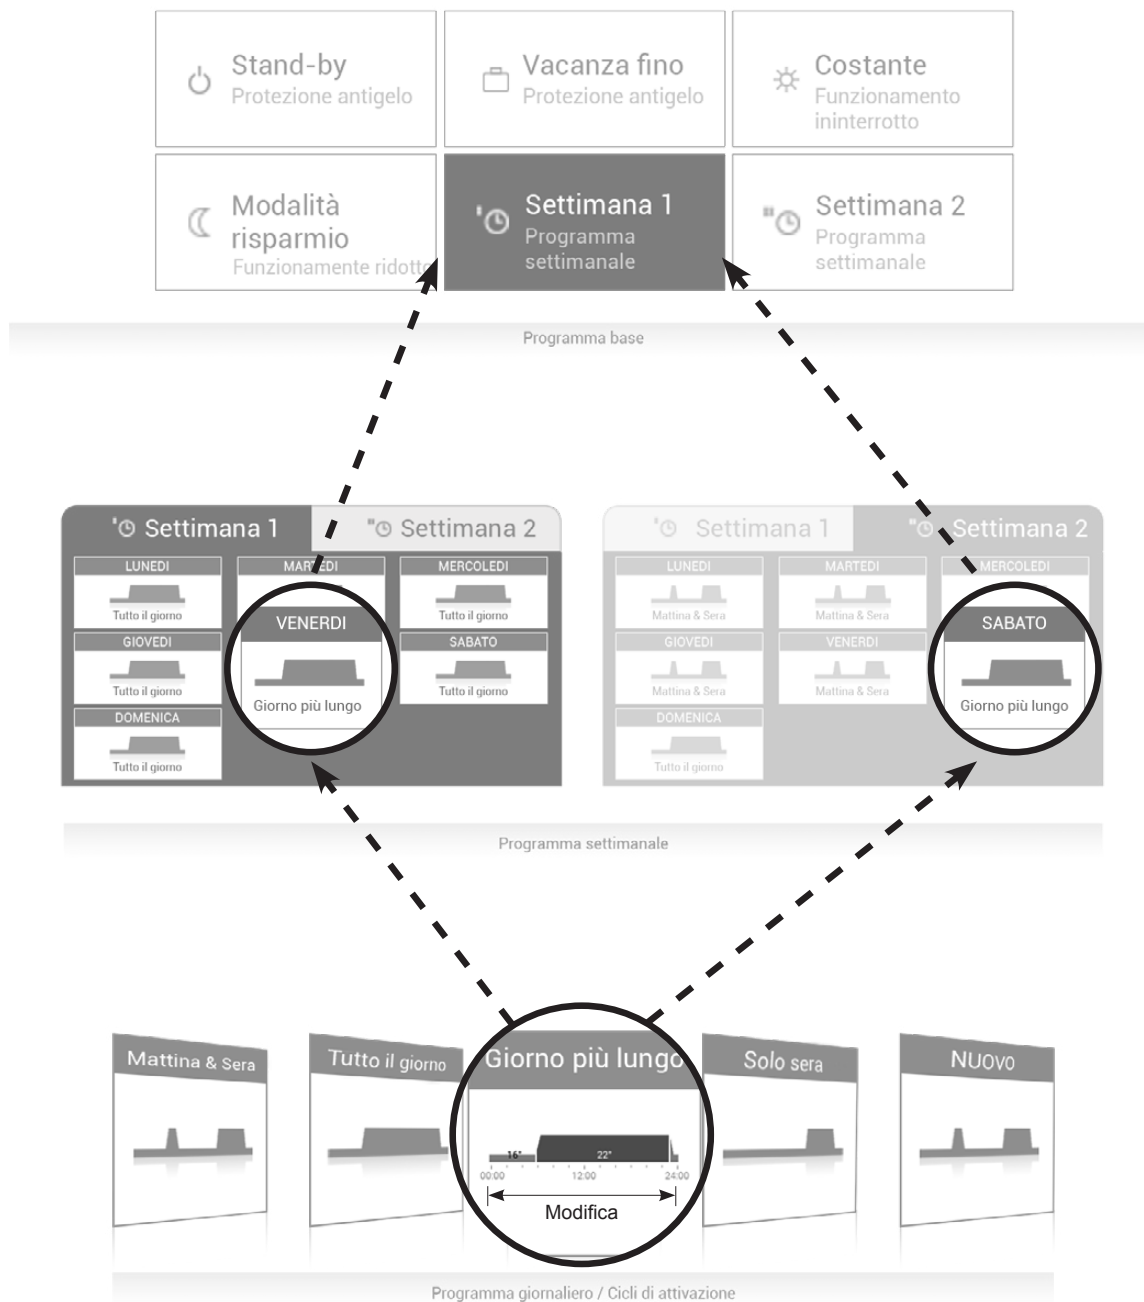 Stand-by
Protezione antigelo
Vacanza fino
Protezione antigelo
Costante
Funzionamento
ininterrotto
Modalità
risparmio
Funzionamente ridotto
Settimana 1
Programma
settimanale
Settimana 2
Programma
settimanale
Programma base
Settimana 1
Settimana 2
LUNEDI
Tutto il giorno
MARTEDI
MERCOLEDI
Tutto il giorno
GIOVEDI
Tutto il giorno
VENERDI
Giorno più lungo
SABATO
Tutto il giorno
DOMENICA
Tutto il giorno
Settimana 1
Settimana 2
LUNEDI
Mattina & Sera
MARTEDI
Mattina & Sera
MERCOLEDI
GIOVEDI
Mattina & Sera
VENERDI
Mattina & Sera
SABATO
Giorno più lungo
DOMENICA
Tutto il giorno
Programma settimanale
Mattina & Sera
Tutto il giorno
Giorno più lungo
16°
22°
00:00
12:00
24:00
Modifica
Solo sera
NUOVO
Programma giornaliero / Cicli di attivazione